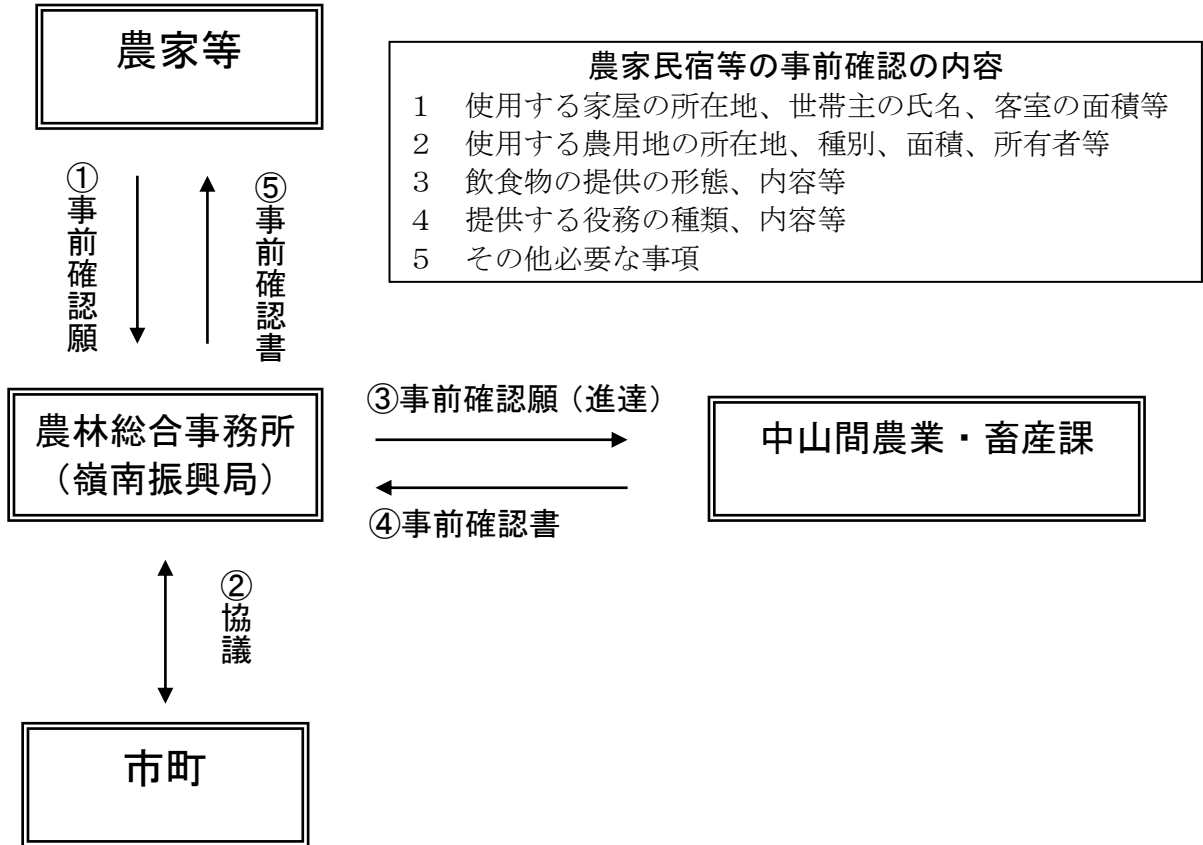 農家等
農家民宿等の事前確認の内容
１　使用する家屋の所在地、世帯主の氏名、客室の面積等
２　使用する農用地の所在地、種別、面積、所有者等
３　飲食物の提供の形態、内容等
４　提供する役務の種類、内容等
５　その他必要な事項
①事前確認願
⑤事前確認書
農林総合事務所
（嶺南振興局）
③事前確認願（進達）
④事前確認書
中山間農業・畜産課
②協議
市町